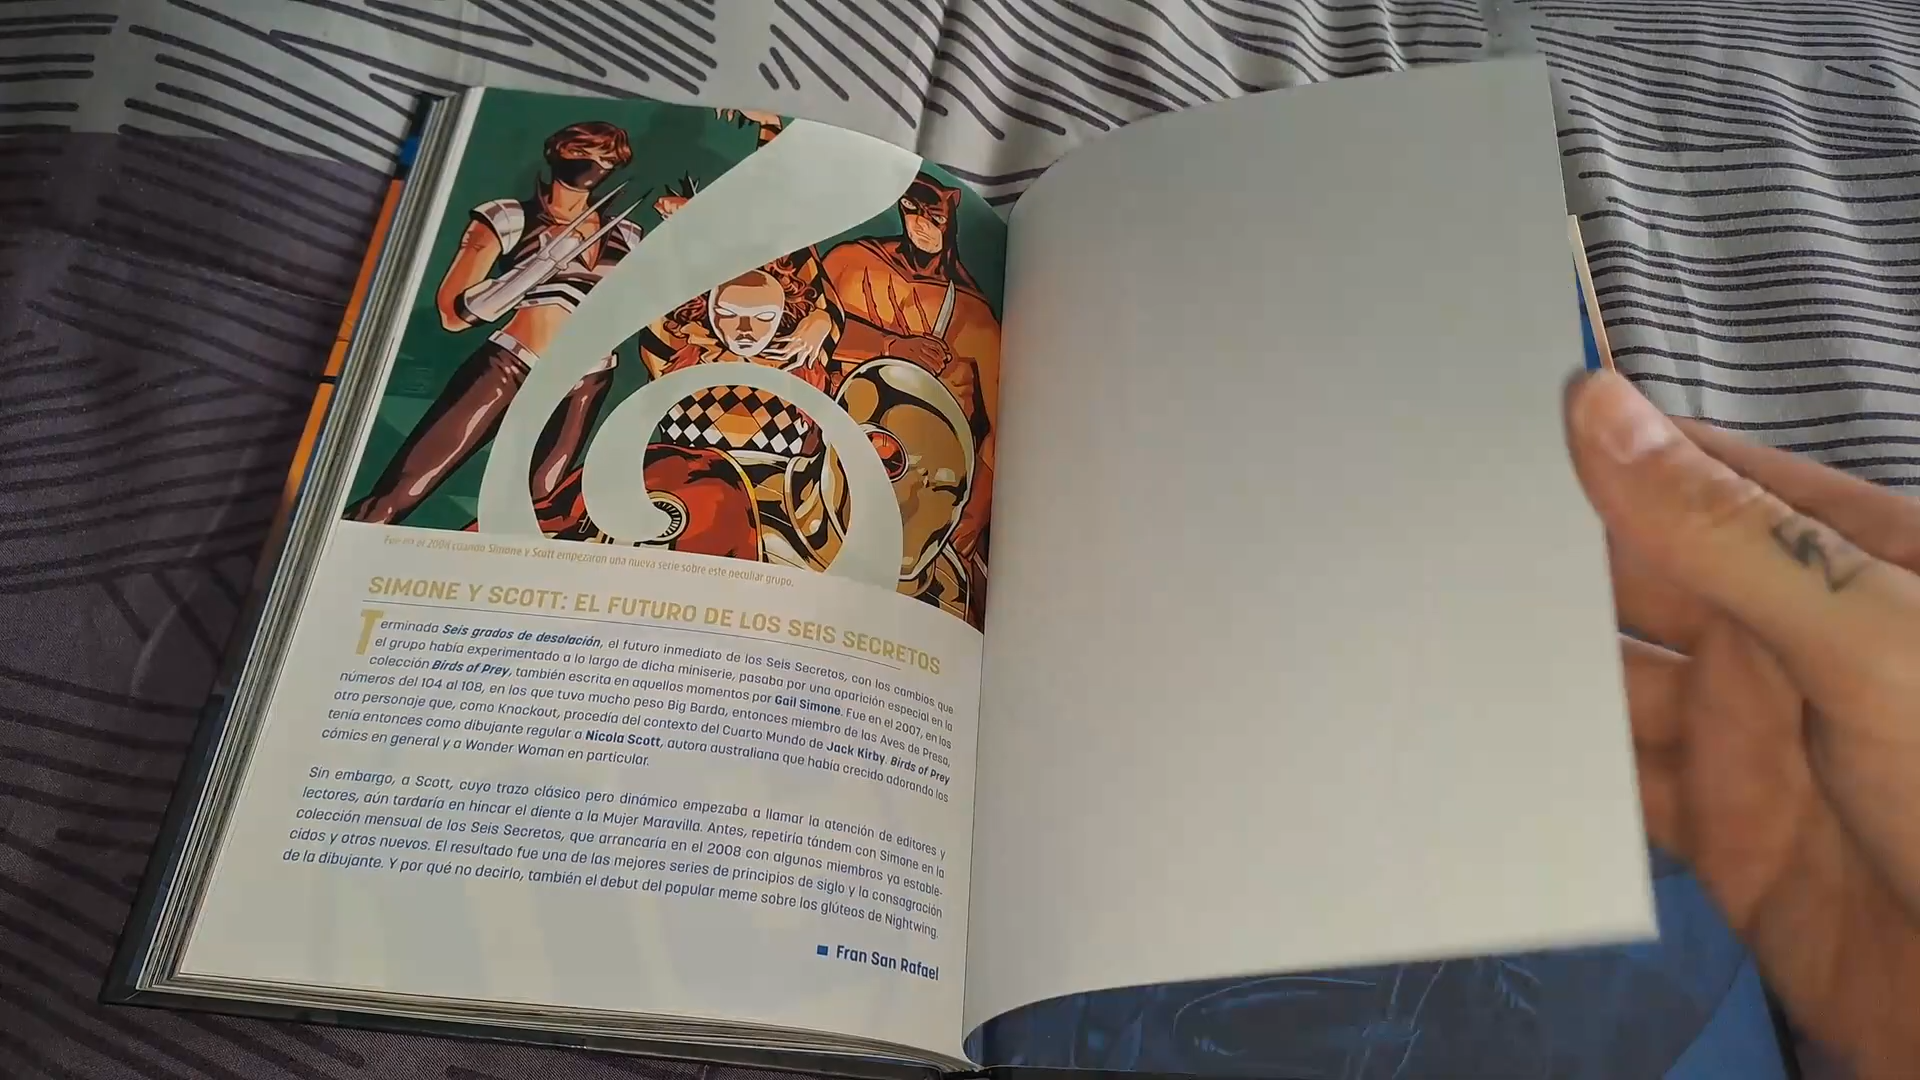 Fue en el 2008 cuando Simone y Scott empezaron una nueva serie sobre este peculiar grupo.
SIMONE Y SCOTT: EL FUTURO DE LOS SEIS SECRETOS
Terminada Seis grados de desolación, el futuro inmediato de los Seis Secretos, con los cambios que
el grupo había experimentado a lo largo de dicha miniserie, pasaba por una aparición especial en la
colección Birds of Prey, también escrita en aquellos momentos por Gail Simone. Fue en el 2007, en los
números del 104 al 108, en los que tuvo mucho peso Big Barda, entonces miembro de las Aves de Presa,
otro personaje que, como Knockout, procedía del contexto del Cuarto Mundo de Jack Kirby. Birds of Prey
tenía entonces como dibujante regular a Nicola Scott, autora australiana que había crecido adorando los
cómics en general y a Wonder Woman en particular.
Sin embargo, a Scott, cuyo trazo clásico pero dinámico empezaba a llamar la atención de editores y
lectores, aún tardaría en hincar el diente a la Mujer Maravilla. Antes, repetiría tándem con Simone en la
colección mensual de los Seis Secretos, que arrancaría en el 2008 con algunos miembros ya estable-
cidos y otros nuevos. El resultado fue una de las mejores series de principios de siglo y la consagración
de la dibujante. Y por qué no decirlo, también el debut del popular meme sobre los glúteos de Nightwing.
Fran San Rafael